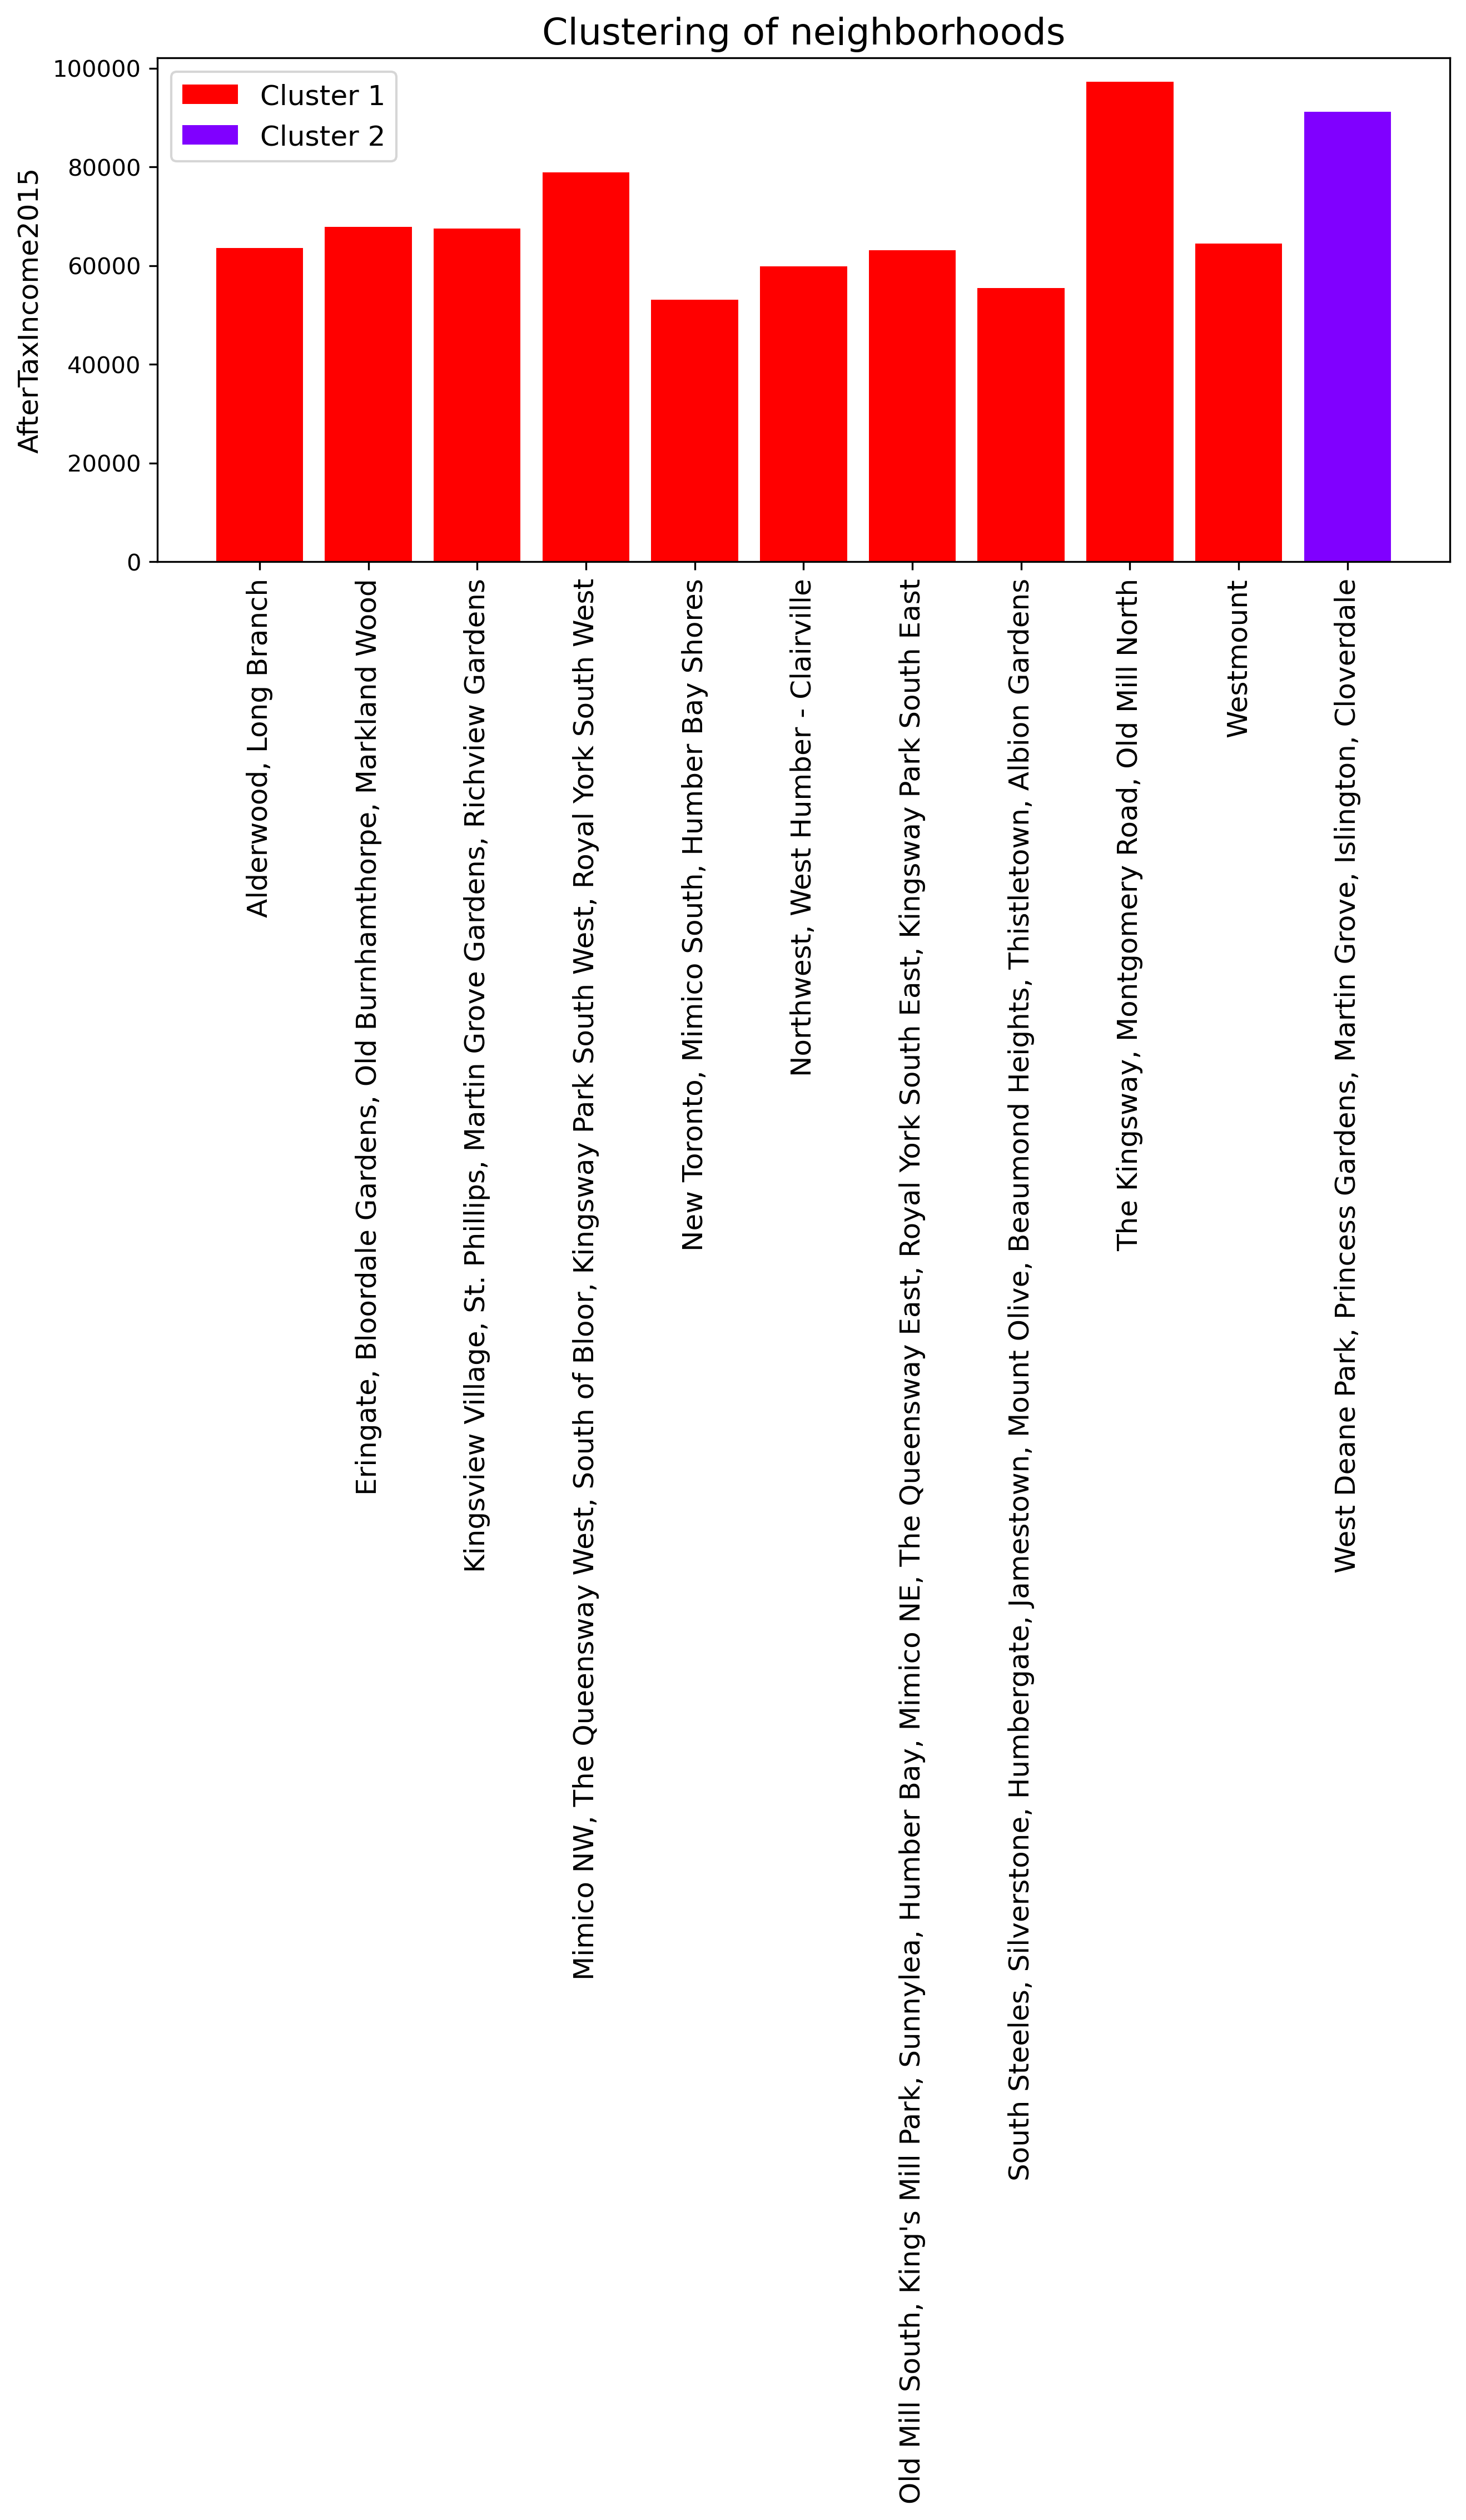 Clustering of neighborhoods
100000
80000
60000
40000
20000
0
AfterTaxIncome2015
Cluster 1
Cluster 2
Alderwood, Long Branch
Eringate, Bloordale Gardens, Old Burnhamthorpe, Markland Wood
Kingsview Village, St. Phillips, Martin Grove Gardens, Richview Gardens
Mimico NW, The Queensway West, South of Bloor, Kingsway Park South West, Royal York South West
New Toronto, Mimico South, Humber Bay Shores
Northwest, West Humber - Clairville
Old Mill South, King's Mill Park, Sunnylea, Humber Bay, Mimico NE, The Queensway East, Royal York South East, Kingsway Park South East
South Steeles, Silverstone, Humbergate, Jamestown, Mount Olive, Beaumond Heights, Thistletown, Albion Gardens
The Kingsway, Montgomery Road, Old Mill North
Westmount
West Deane Park, Princess Gardens, Martin Grove, Islington, Cloverdale